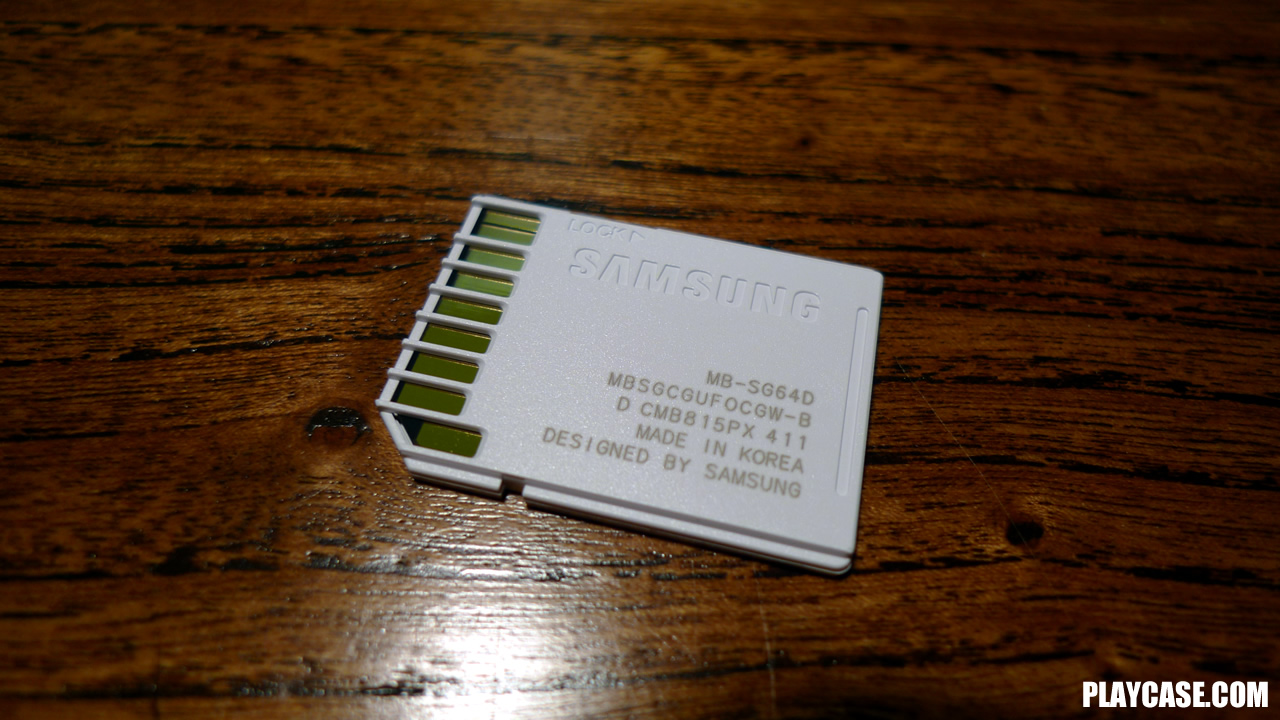 LOCK
SAMSUNG
MB-SG64D
MBSGCGUFOCGW-B
D CMB815PX 411
MADE IN KOREA
DESIGNED BY SAMSUNG
PLAYCASE.COM